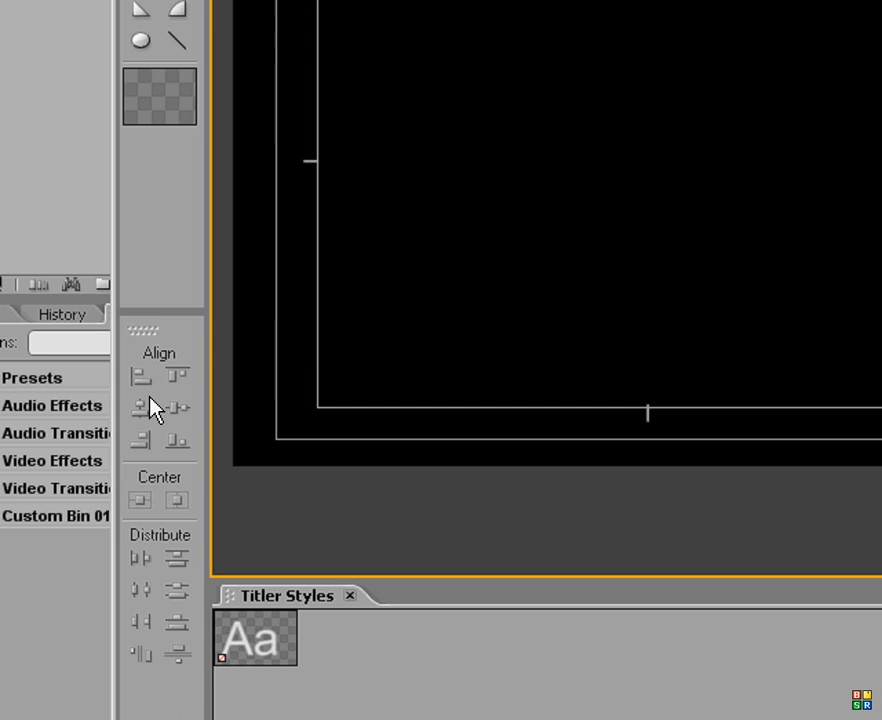 History
ns:
Align
Presets
Audio Effects
Audio Transiti
Video Effects
Center
Video Transiti
Custom Bin 01
Distribute
Titler Styles
Aa
B
S R